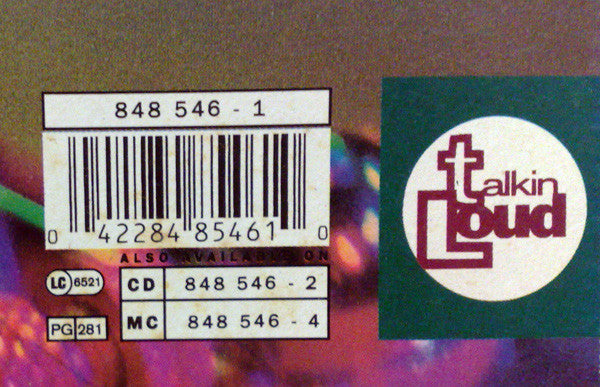 848 546 - 1
0 42284 85461 0
ALSO AVAILABLE ON
LC 6521
CD 848 546 - 2
PG 281
MC 848 546 - 4
talkin
Loud